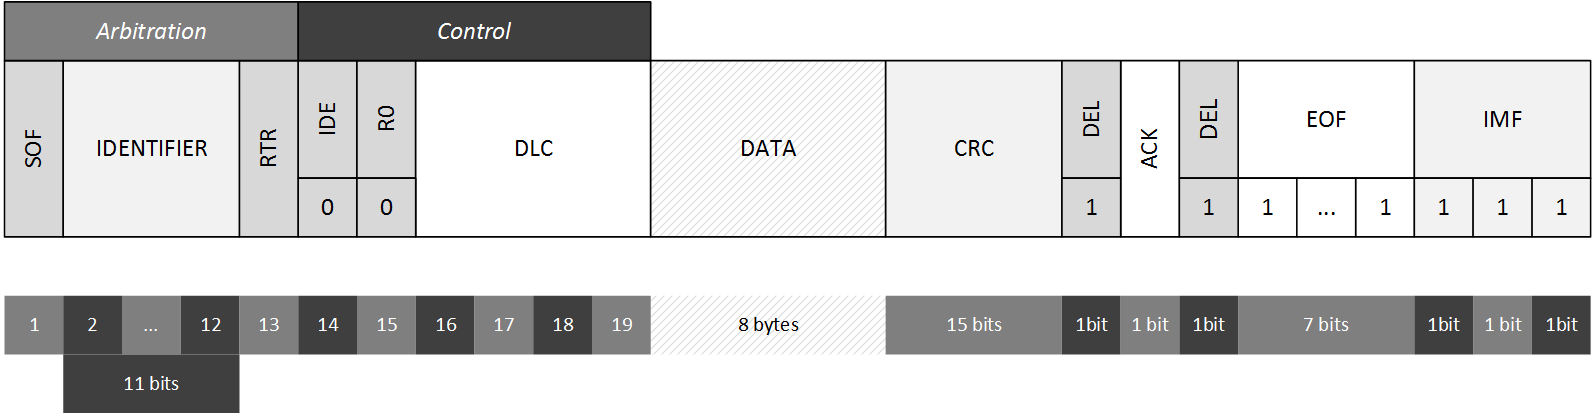 Arbitration Control
SOF IDENTIFIER RTR IDE R0 DLC DATA CRC DEL ACK DEL EOF IMF
0 0 1 1 1 ... 1 1 1 1
1 2 ... 12 13 14 15 16 17 18 19 8 bytes 15 bits 1bit 1 bit 1bit 7 bits 1bit 1 bit 1bit
11 bits